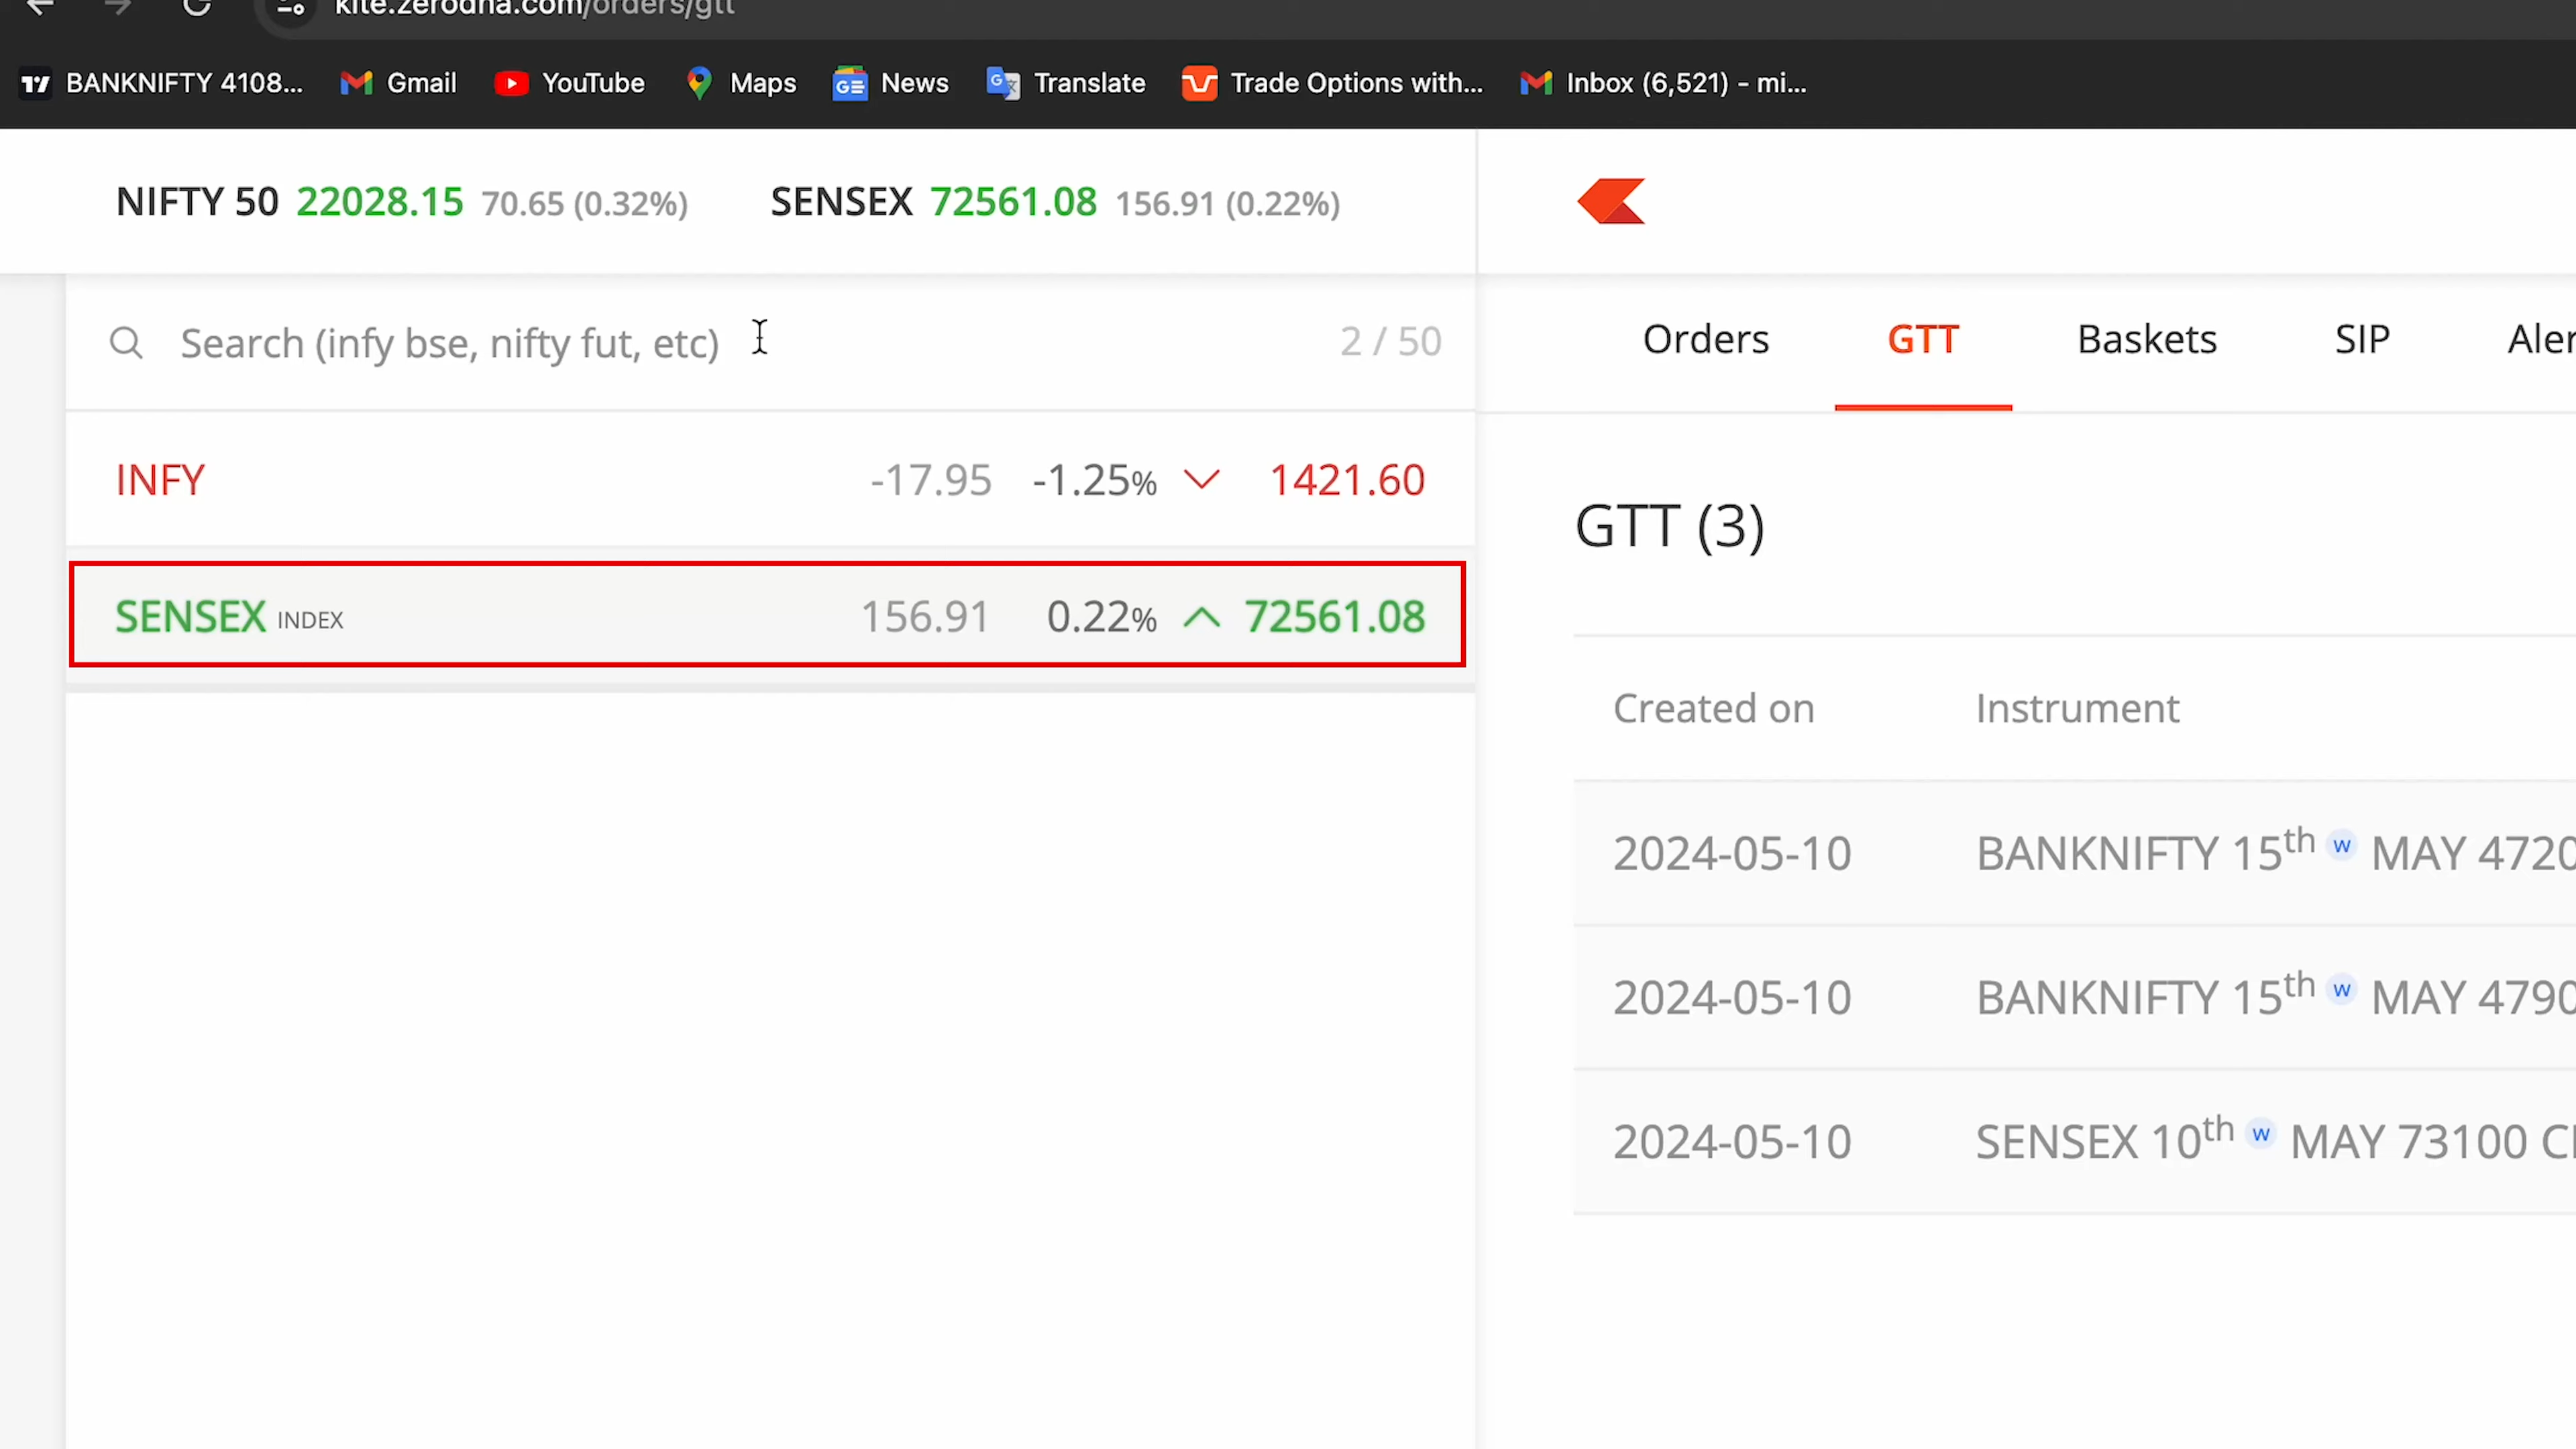 kite.zerodha.com/orders/gtt
BANKNIFTY 4108... Gmail YouTube Maps News Translate Trade Options with... Inbox (6,521) - mi...
NIFTY 50 22028.15 70.65 (0.32%) SENSEX 72561.08 156.91 (0.22%)
Search (infy bse, nifty fut, etc) 2 / 50
Orders GTT Baskets SIP
INFY -17.95 -1.25% 1421.60
GTT (3)
SENSEX INDEX 156.91 0.22% 72561.08
Created on Instrument
2024-05-10 BANKNIFTY 15th w MAY 4720
2024-05-10 BANKNIFTY 15th w MAY 4790
2024-05-10 SENSEX 10th w MAY 73100